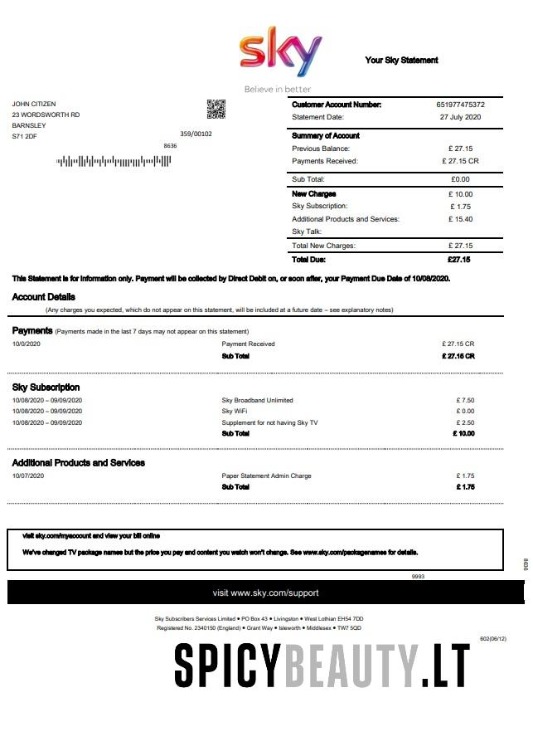 sky
Your Sky Statement
Believe in better
JOHN CITIZEN
23 WORDSWORTH RD
BARNSLEY
S71 2DF
359/00102
8636
Customer Account Number: 651977475372
Statement Date: 27 July 2020
Summary of Account
Previous Balance: £ 27.15
Payments Received: £ 27.15 CR
Sub Total: £0.00
New Charges £ 10.00
Sky Subscription: £ 1.75
Additional Products and Services: £ 15.40
Sky Talk:
Total New Charges: £ 27.15
Total Due: £27.15
This Statement is for information only. Payment will be collected by Direct Debit on, or soon after, your Payment Due Date of 10/08/2020.
Account Details
(Any charges you expected, which do not appear on this statement, will be included at a future date – see explanatory notes)
Payments (Payments made in the last 7 days may not appear on this statement)
10/0/2020 Payment Received £ 27.15 CR
Sub Total £ 27.15 CR
Sky Subscription
10/08/2020 – 09/09/2020 Sky Broadband Unlimited £ 7.50
10/08/2020 – 09/09/2020 Sky WiFi £ 0.00
10/08/2020 – 09/09/2020 Supplement for not having Sky TV £ 2.50
Sub Total £ 10.00
Additional Products and Services
10/07/2020 Paper Statement Admin Charge £ 1.75
Sub Total £ 1.75
visit sky.com/myaccount and view your bill online
We've changed TV package names but the price you pay and content you watch won't change. See www.sky.com/packagenames for details.
9993
visit www.sky.com/support
Sky Subscribers Services Limited • PO Box 43 • Livingston • West Lothian EH54 7DD
Registered No. 2340150 (England) • Grant Way • Isleworth • Middlesex • TW7 5QD
602(06/12)
SPICYBEAUTY.LT